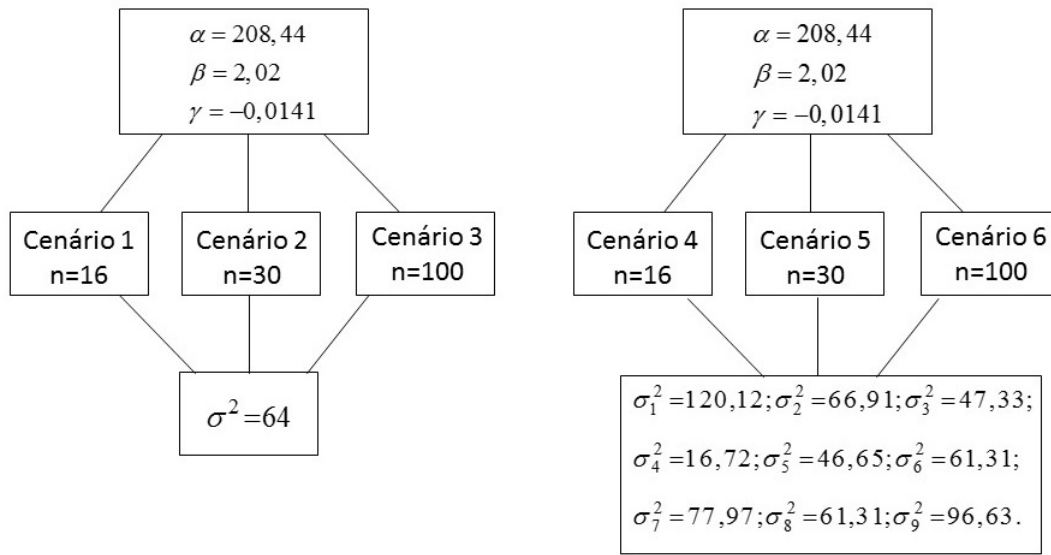 α = 208,44
β = 2,02
γ = −0,0141
Cenário 1
n=16
Cenário 2
n=30
Cenário 3
n=100
σ² =64
α = 208,44
β = 2,02
γ = −0,0141
Cenário 4
n=16
Cenário 5
n=30
Cenário 6
n=100
σ₁² =120,12;σ₂² =66,91;σ₃² =47,33;
σ₄² =16,72;σ₅² =46,65;σ₆² =61,31;
σ₇² =77,97;σ₈² =61,31;σ₉² =96,63.